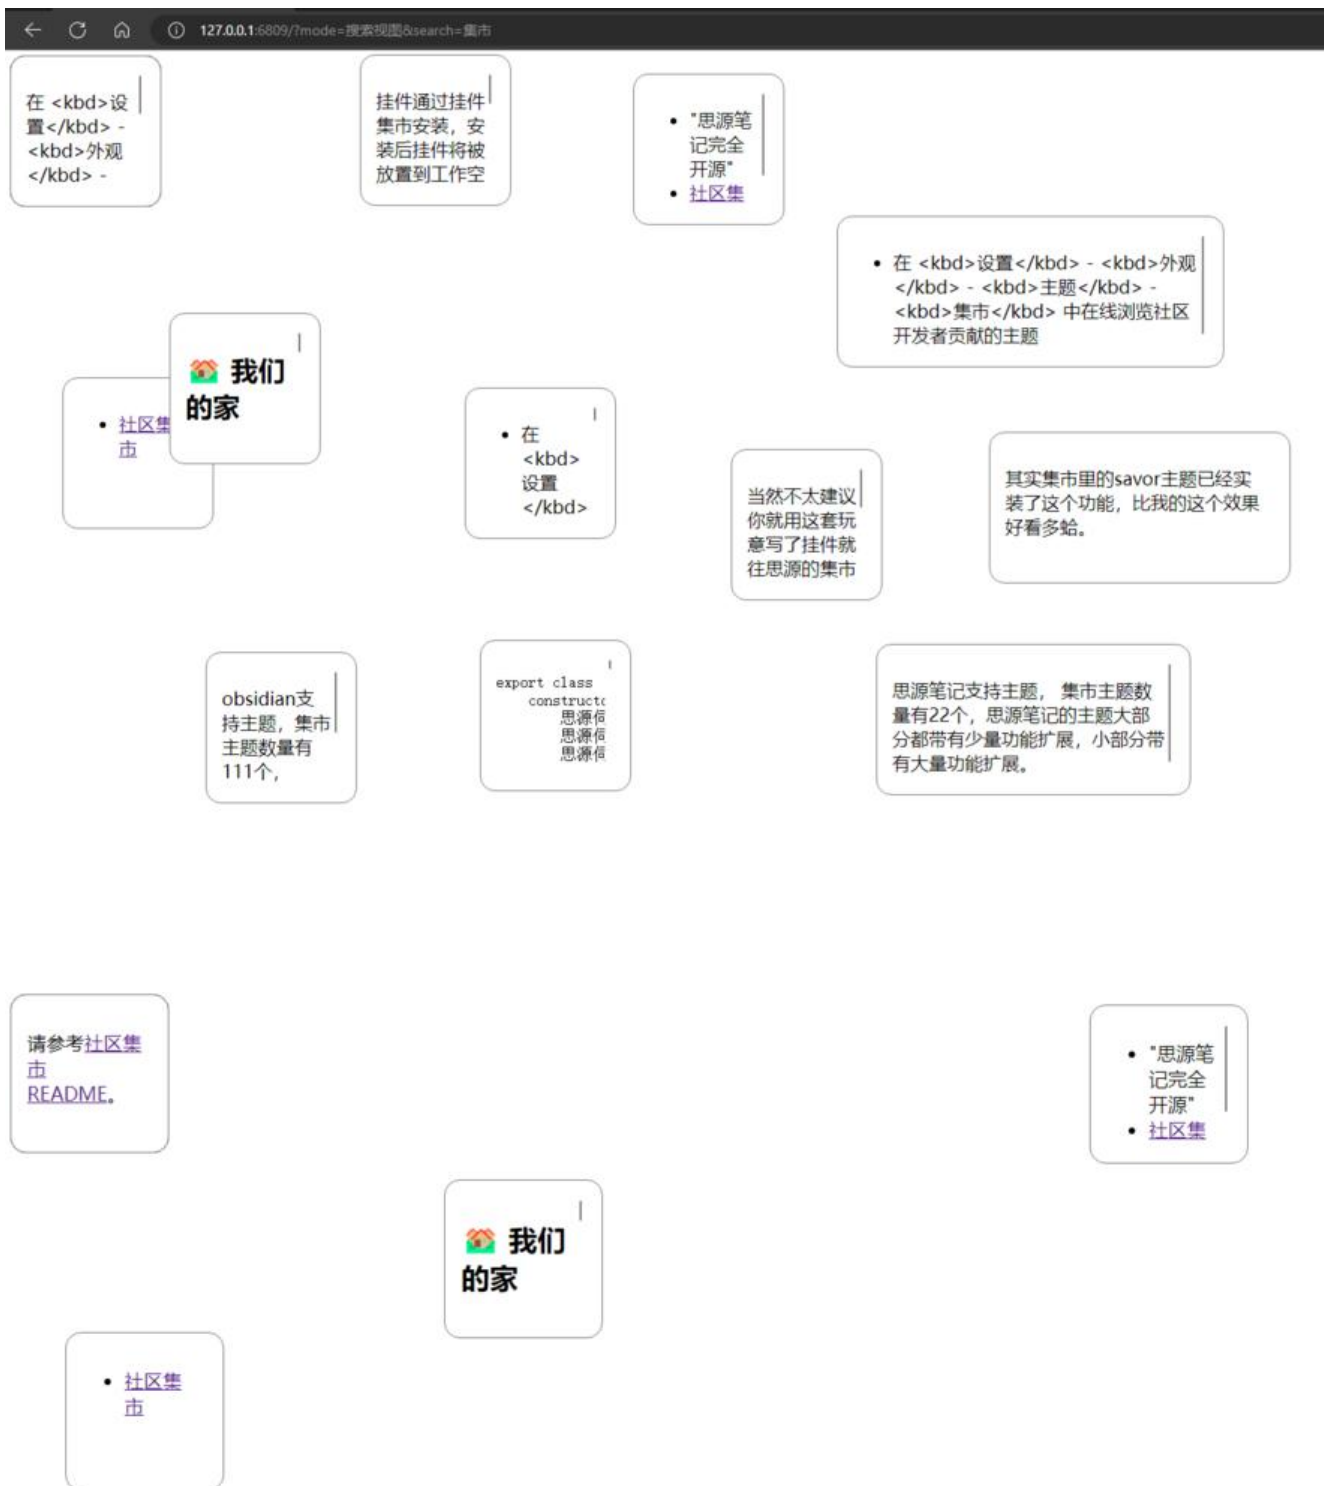 127.0.0.1:6809/?mode=搜索视图&search=集市
在 <kbd>设
置</kbd> -
<kbd>外观
</kbd> -
挂件通过挂件
集市安装，安
装后挂件将被
放置到工作空
"思源笔
记完全
开源"
社区集
在 <kbd>设置</kbd> - <kbd>外观
</kbd> - <kbd>主题</kbd> -
<kbd>集市</kbd> 中在线浏览社区
开发者贡献的主题
我们
的家
社区集
市
在
<kbd>
设置
</kbd>
当然不太建议
你就用这套玩
意写了挂件就
往思源的集市
其实集市里的savor主题已经实
装了这个功能，比我的这个效果
好看多蛤。
obsidian支
持主题，集市
主题数量有
111个，
export class
constructo
思源伺
思源伺
思源伺
思源笔记支持主题， 集市主题数
量有22个，思源笔记的主题大部
分都带有少量功能扩展，小部分带
有大量功能扩展。
请参考社区集
市
README。
"思源笔
记完全
开源"
社区集
我们
的家
社区集
市